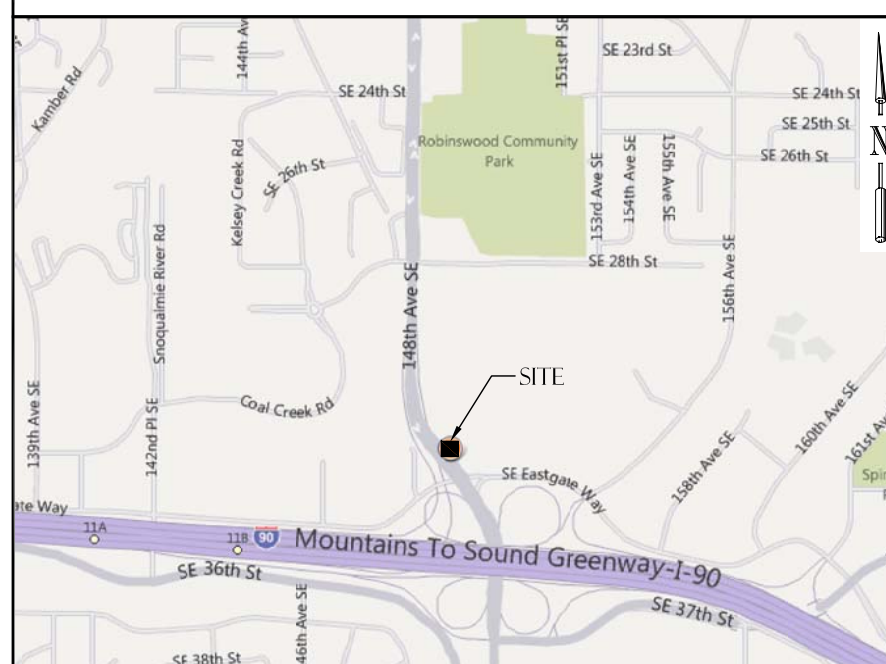 144th Av
151st Pl SE
SE 23rd St
Kamber Rd
SE 24th St
SE 24th St
SE 25th St
N
Robinswood Community
Park
SE 26th St
SE 26th St
Kelsey Creek Rd
153rd Ave SE
154th Ave SE
155th Ave SE
SE 28th St
156th Ave SE
Snoqualmie River Rd
148th Ave SE
SITE
Coal Creek Rd
139th Ave SE
142nd Pl SE
160th Ave SE
161st Av
158th Ave SE
SE Eastgate Way
Spir
ate Way
11A
11B
90
Mountains To Sound Greenway-I-90
SE 36th St
SE 37th St
46th Ave SE
SE 38th St